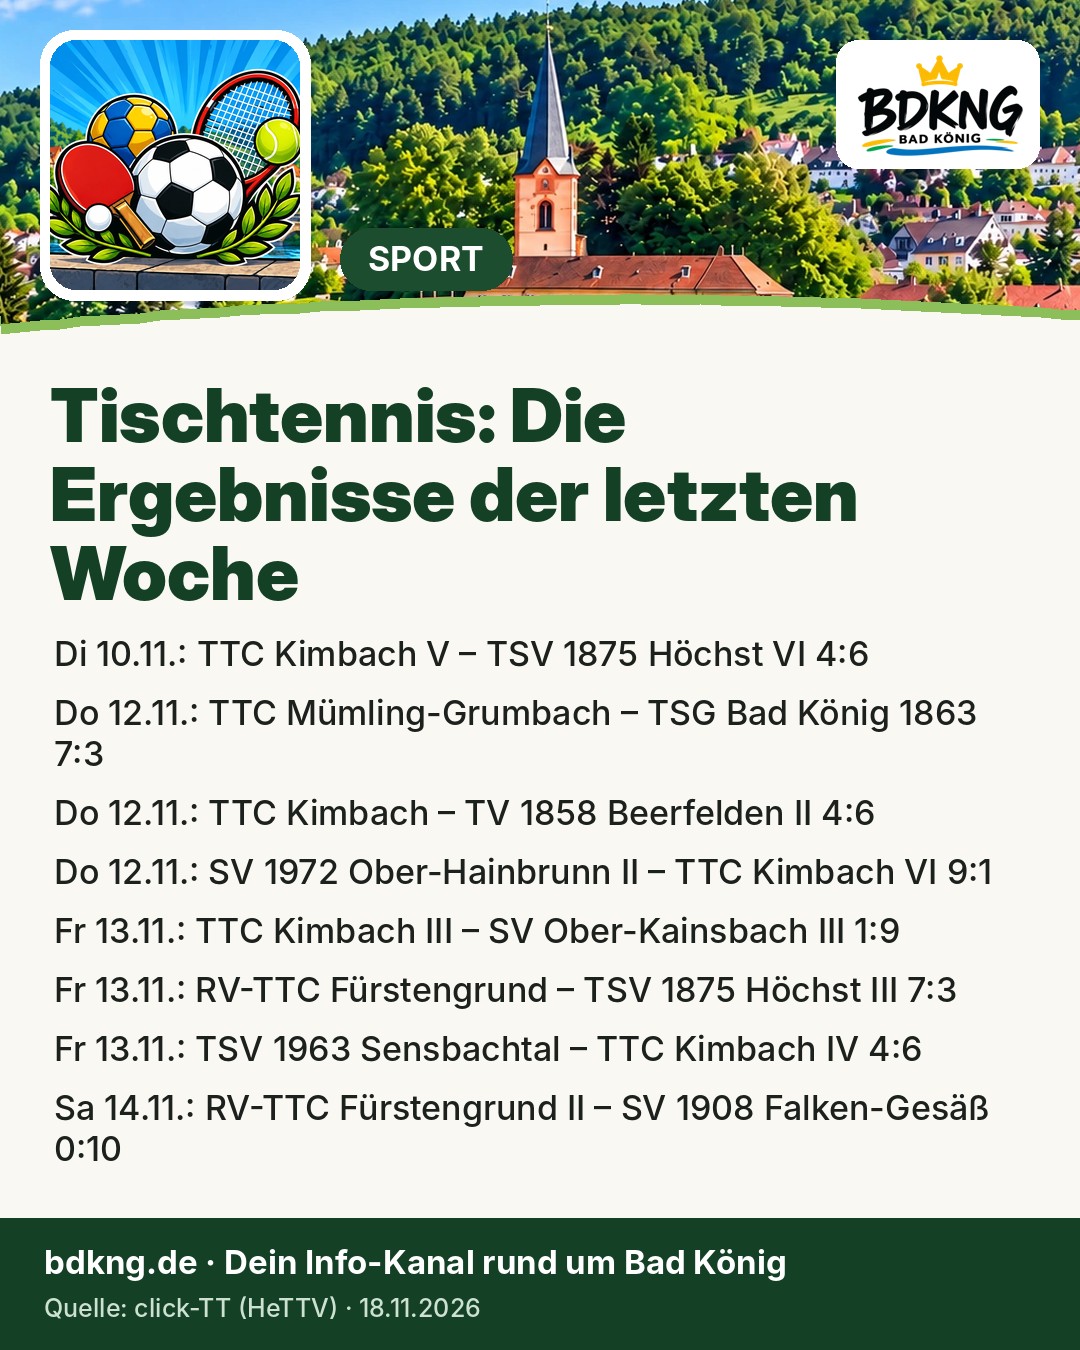 BDKNG
BAD KÖNIG
SPORT
Tischtennis: Die
Ergebnisse der letzten
Woche
Di 10.11.: TTC Kimbach V – TSV 1875 Höchst VI 4:6
Do 12.11.: TTC Mümling-Grumbach – TSG Bad König 1863
7:3
Do 12.11.: TTC Kimbach – TV 1858 Beerfelden II 4:6
Do 12.11.: SV 1972 Ober-Hainbrunn II – TTC Kimbach VI 9:1
Fr 13.11.: TTC Kimbach III – SV Ober-Kainsbach III 1:9
Fr 13.11.: RV-TTC Fürstengrund – TSV 1875 Höchst III 7:3
Fr 13.11.: TSV 1963 Sensbachtal – TTC Kimbach IV 4:6
Sa 14.11.: RV-TTC Fürstengrund II – SV 1908 Falken-Gesäß
0:10
bdkng.de · Dein Info-Kanal rund um Bad König
Quelle: click-TT (HeTTV) · 18.11.2026